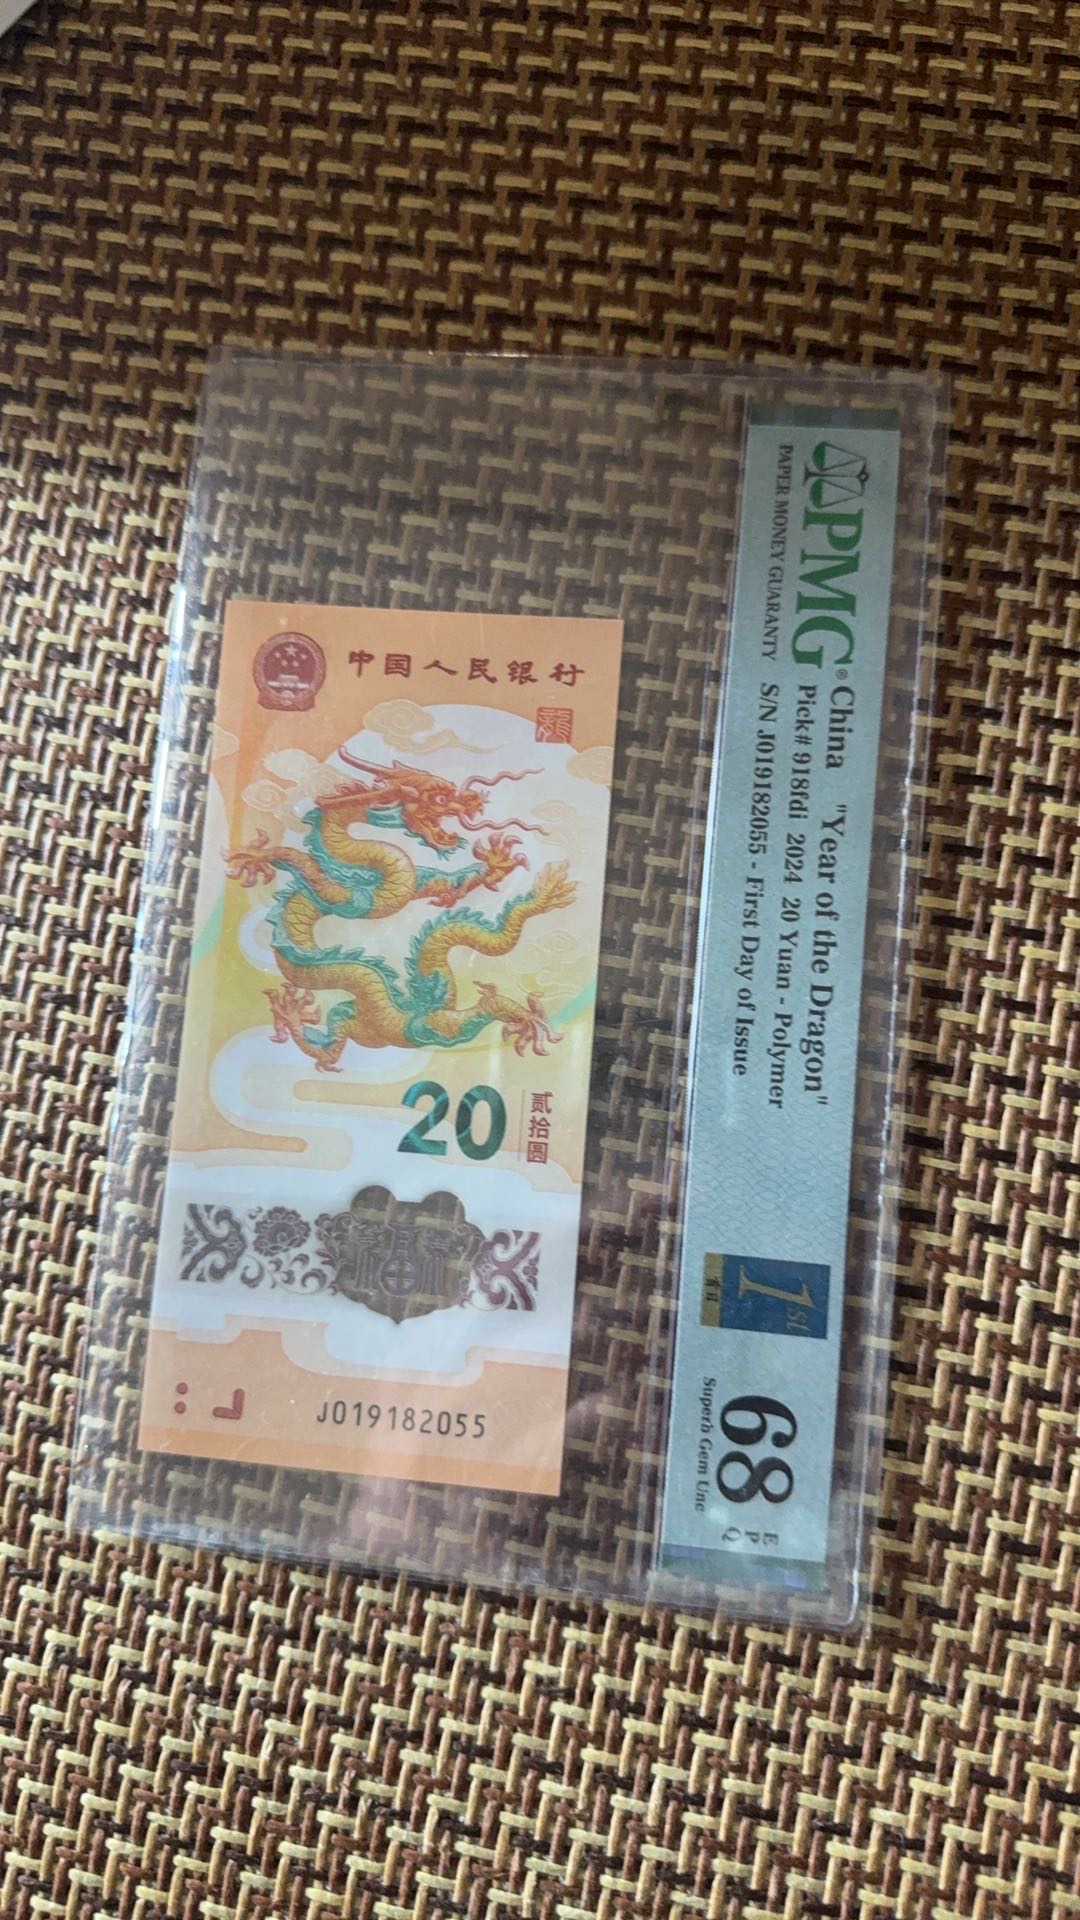 PMG®
PAPER MONEY GUARANTY
China "Year of the Dragon"
Pick# 918fdi 2024 20 Yuan - Polymer
S/N J019182055 - First Day of Issue
1st
68
EPQ
Superb Gem Unc
中国人民银行
龍
20
贰拾圆
J019182055